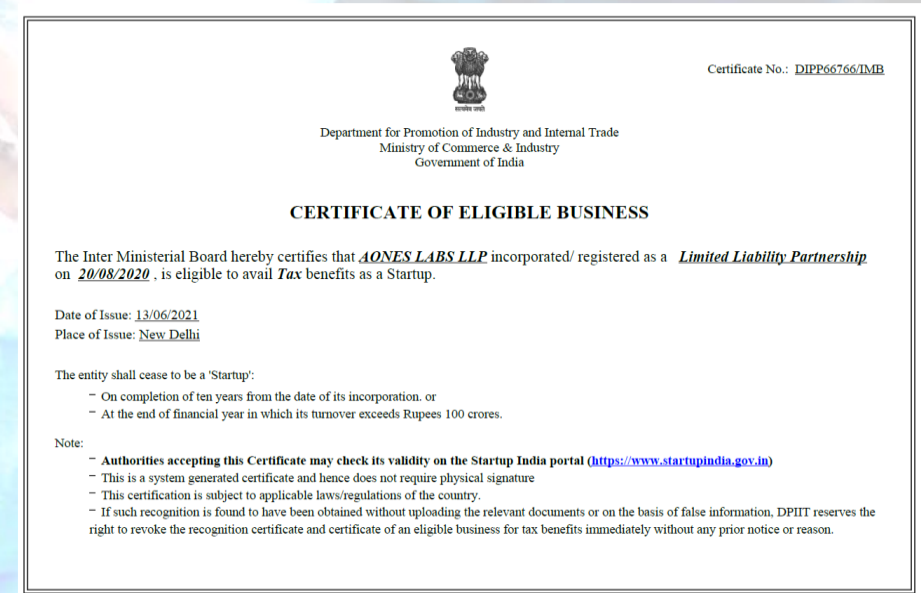 Certificate No.: DIPP66766/IMB
सत्यमेव जयते
Department for Promotion of Industry and Internal Trade
Ministry of Commerce & Industry
Government of India
CERTIFICATE OF ELIGIBLE BUSINESS
The Inter Ministerial Board hereby certifies that AONES LABS LLP incorporated/ registered as a Limited Liability Partnership
on 20/08/2020 , is eligible to avail Tax benefits as a Startup.
Date of Issue: 13/06/2021
Place of Issue: New Delhi
The entity shall cease to be a 'Startup':
- On completion of ten years from the date of its incorporation. or
- At the end of financial year in which its turnover exceeds Rupees 100 crores.
Note:
- Authorities accepting this Certificate may check its validity on the Startup India portal (https://www.startupindia.gov.in)
- This is a system generated certificate and hence does not require physical signature
- This certification is subject to applicable laws/regulations of the country.
- If such recognition is found to have been obtained without uploading the relevant documents or on the basis of false information, DPIIT reserves the
right to revoke the recognition certificate and certificate of an eligible business for tax benefits immediately without any prior notice or reason.